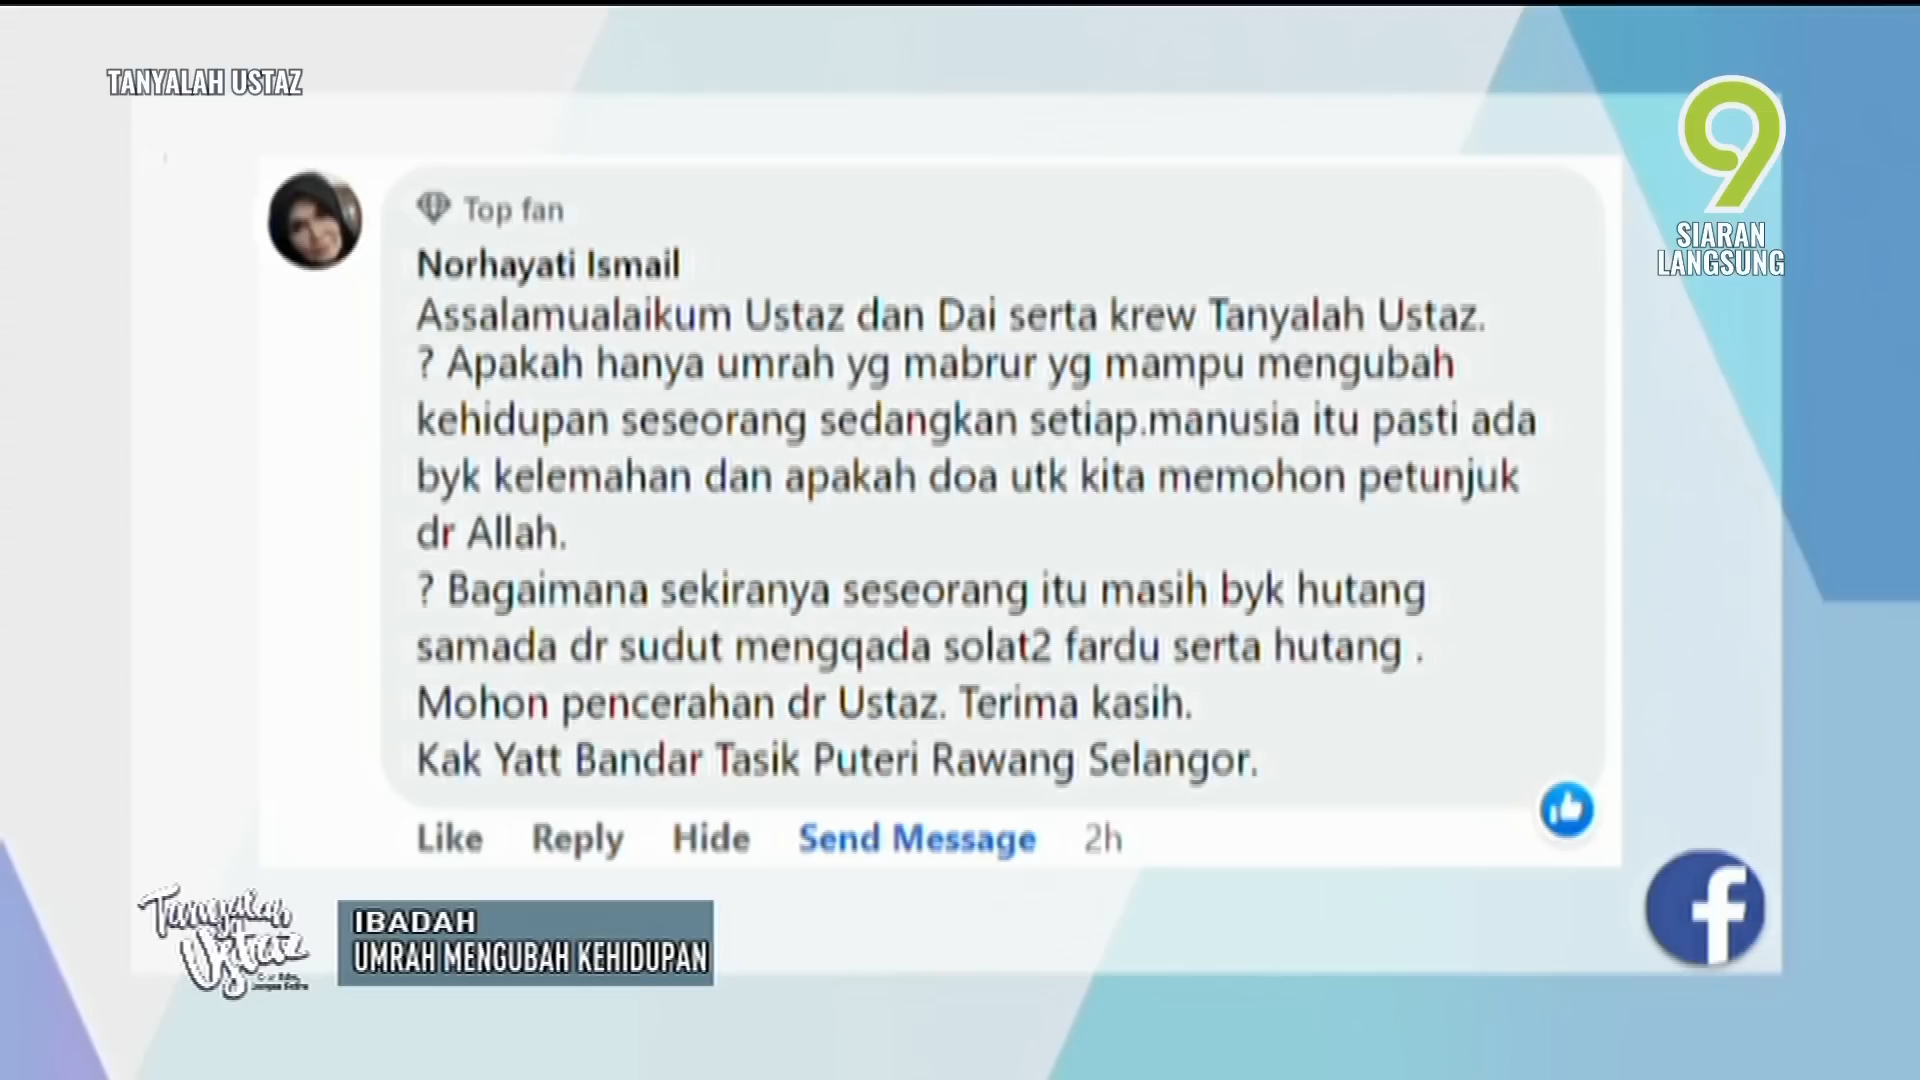 TANYALAH USTAZ
9
SIARAN
LANGSUNG
Top fan
Norhayati Ismail
Assalamualaikum Ustaz dan Dai serta krew Tanyalah Ustaz.
? Apakah hanya umrah yg mabrur yg mampu mengubah
kehidupan seseorang sedangkan setiap.manusia itu pasti ada
byk kelemahan dan apakah doa utk kita memohon petunjuk
dr Allah.
? Bagaimana sekiranya seseorang itu masih byk hutang
samada dr sudut mengqada solat2 fardu serta hutang .
Mohon pencerahan dr Ustaz. Terima kasih.
Kak Yatt Bandar Tasik Puteri Rawang Selangor.
Like Reply Hide Send Message 2h
Tanyalah
Ustaz
IBADAH
UMRAH MENGUBAH KEHIDUPAN
f